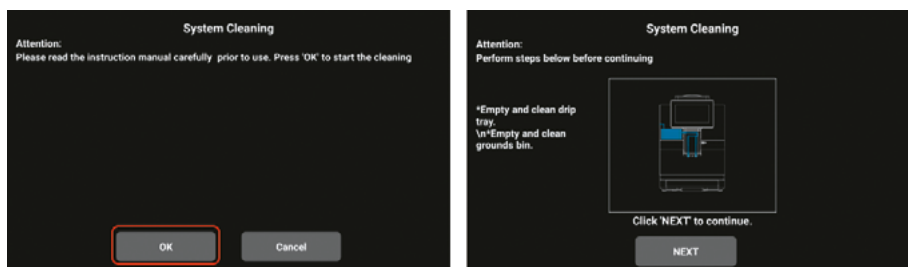 System Cleaning
Attention:
Please read the instruction manual carefully prior to use. Press 'OK' to start the cleaning
OK
Cancel
System Cleaning
Attention:
Perform steps below before continuing
*Empty and clean drip
tray.
\n*Empty and clean
grounds bin.
Click 'NEXT' to continue.
NEXT